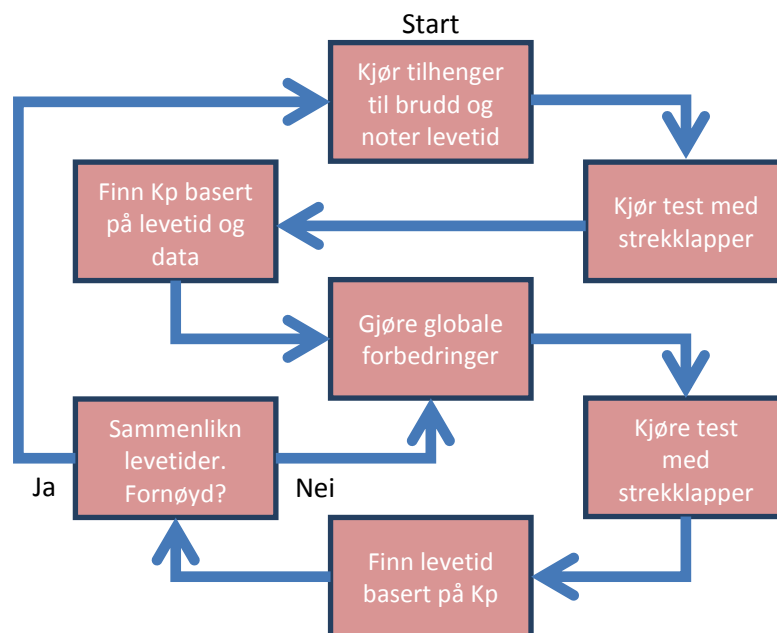 Start
Kjør tilhenger
til brudd og
noter levetid
Kjør test med
strekklapper
Finn Kp basert
på levetid og
data
Gjøre globale
forbedringer
Kjøre test
med
strekklapper
Finn levetid
basert på Kp
Sammenlikn
levetider.
Fornøyd?
Ja
Nei